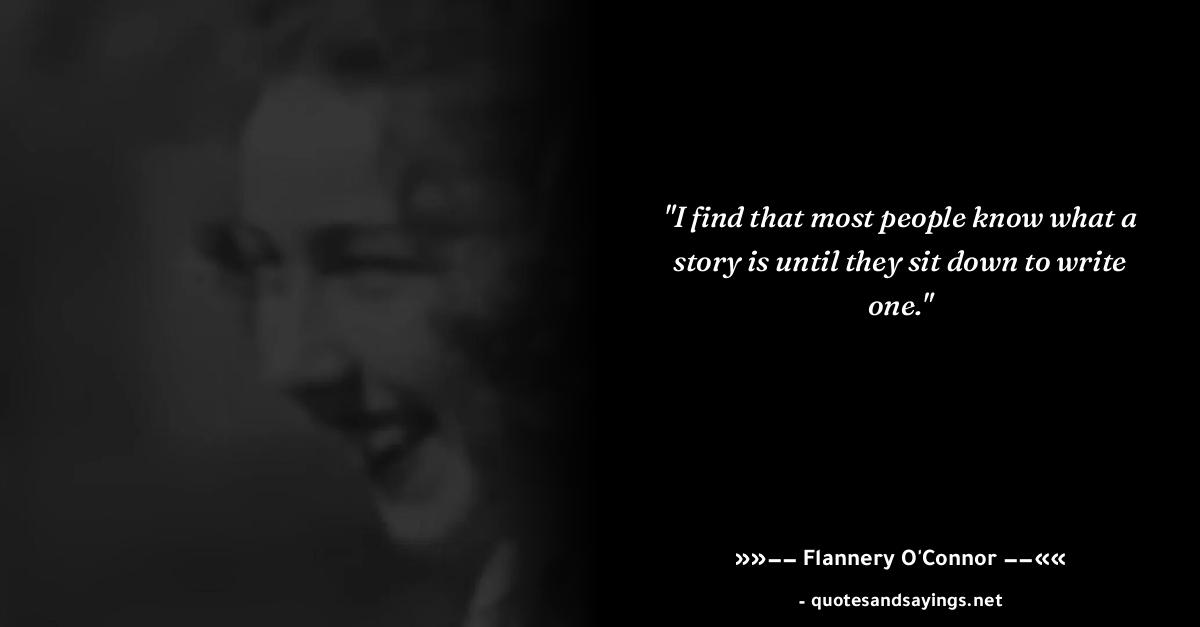 "I find that most people know what a
story is until they sit down to write
one."
»»–– Flannery O'Connor ––««
- quotesandsayings.net